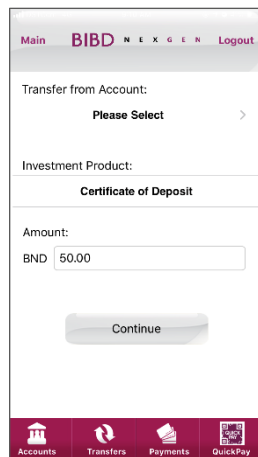 Main BIBD NEXGEN Logout
Transfer from Account:
Please Select
Investment Product:
Certificate of Deposit
Amount:
BND 50.00
Continue
QUICK PAY
Accounts Transfers Payments QuickPay